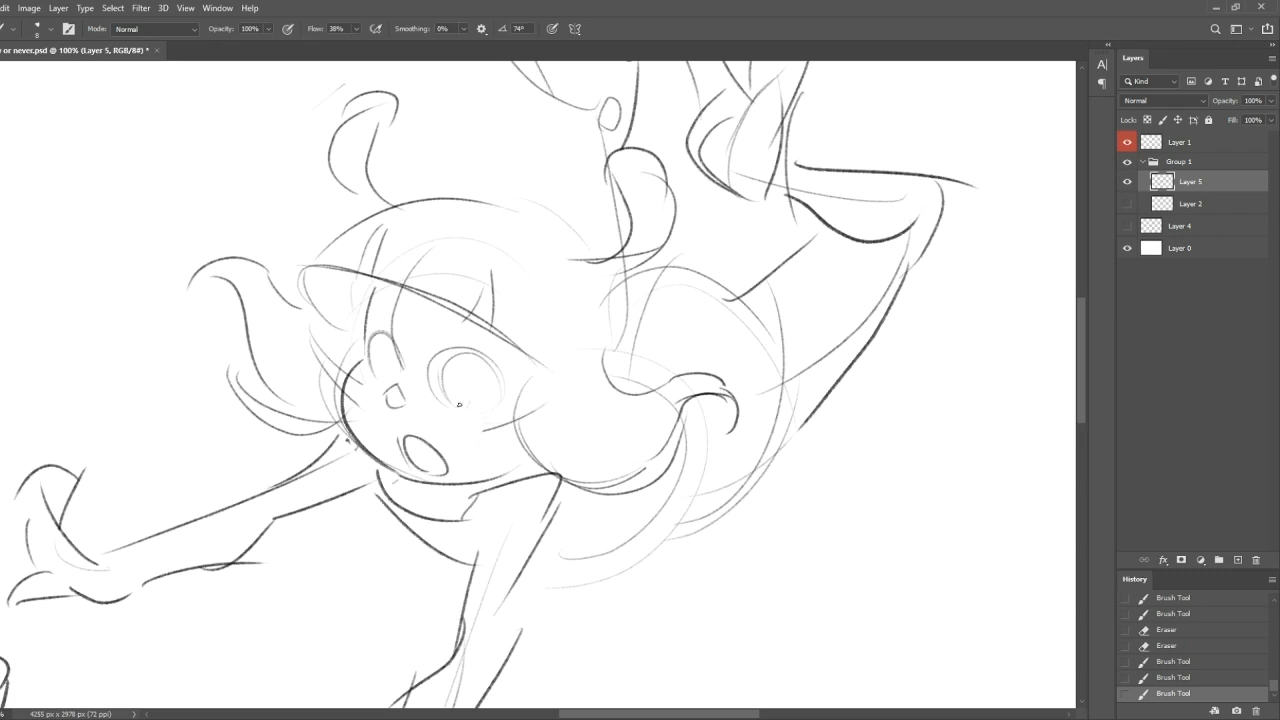 dit Image Layer Type Select Filter 3D View Window Help
8 Mode: Normal Opacity: 100% Flow: 38% Smoothing: 0% 74°
or never.psd @ 100% (Layer 5, RGB/8#) * ×
A|
¶
Layers
Kind
T
Normal Opacity: 100%
Lock: Fill: 100%
Layer 1
Group 1
Layer 5
Layer 2
Layer 4
Layer 0
fx
History
Brush Tool
Brush Tool
Eraser
Eraser
Brush Tool
Brush Tool
Brush Tool
% 4255 px x 2978 px (72 ppi)